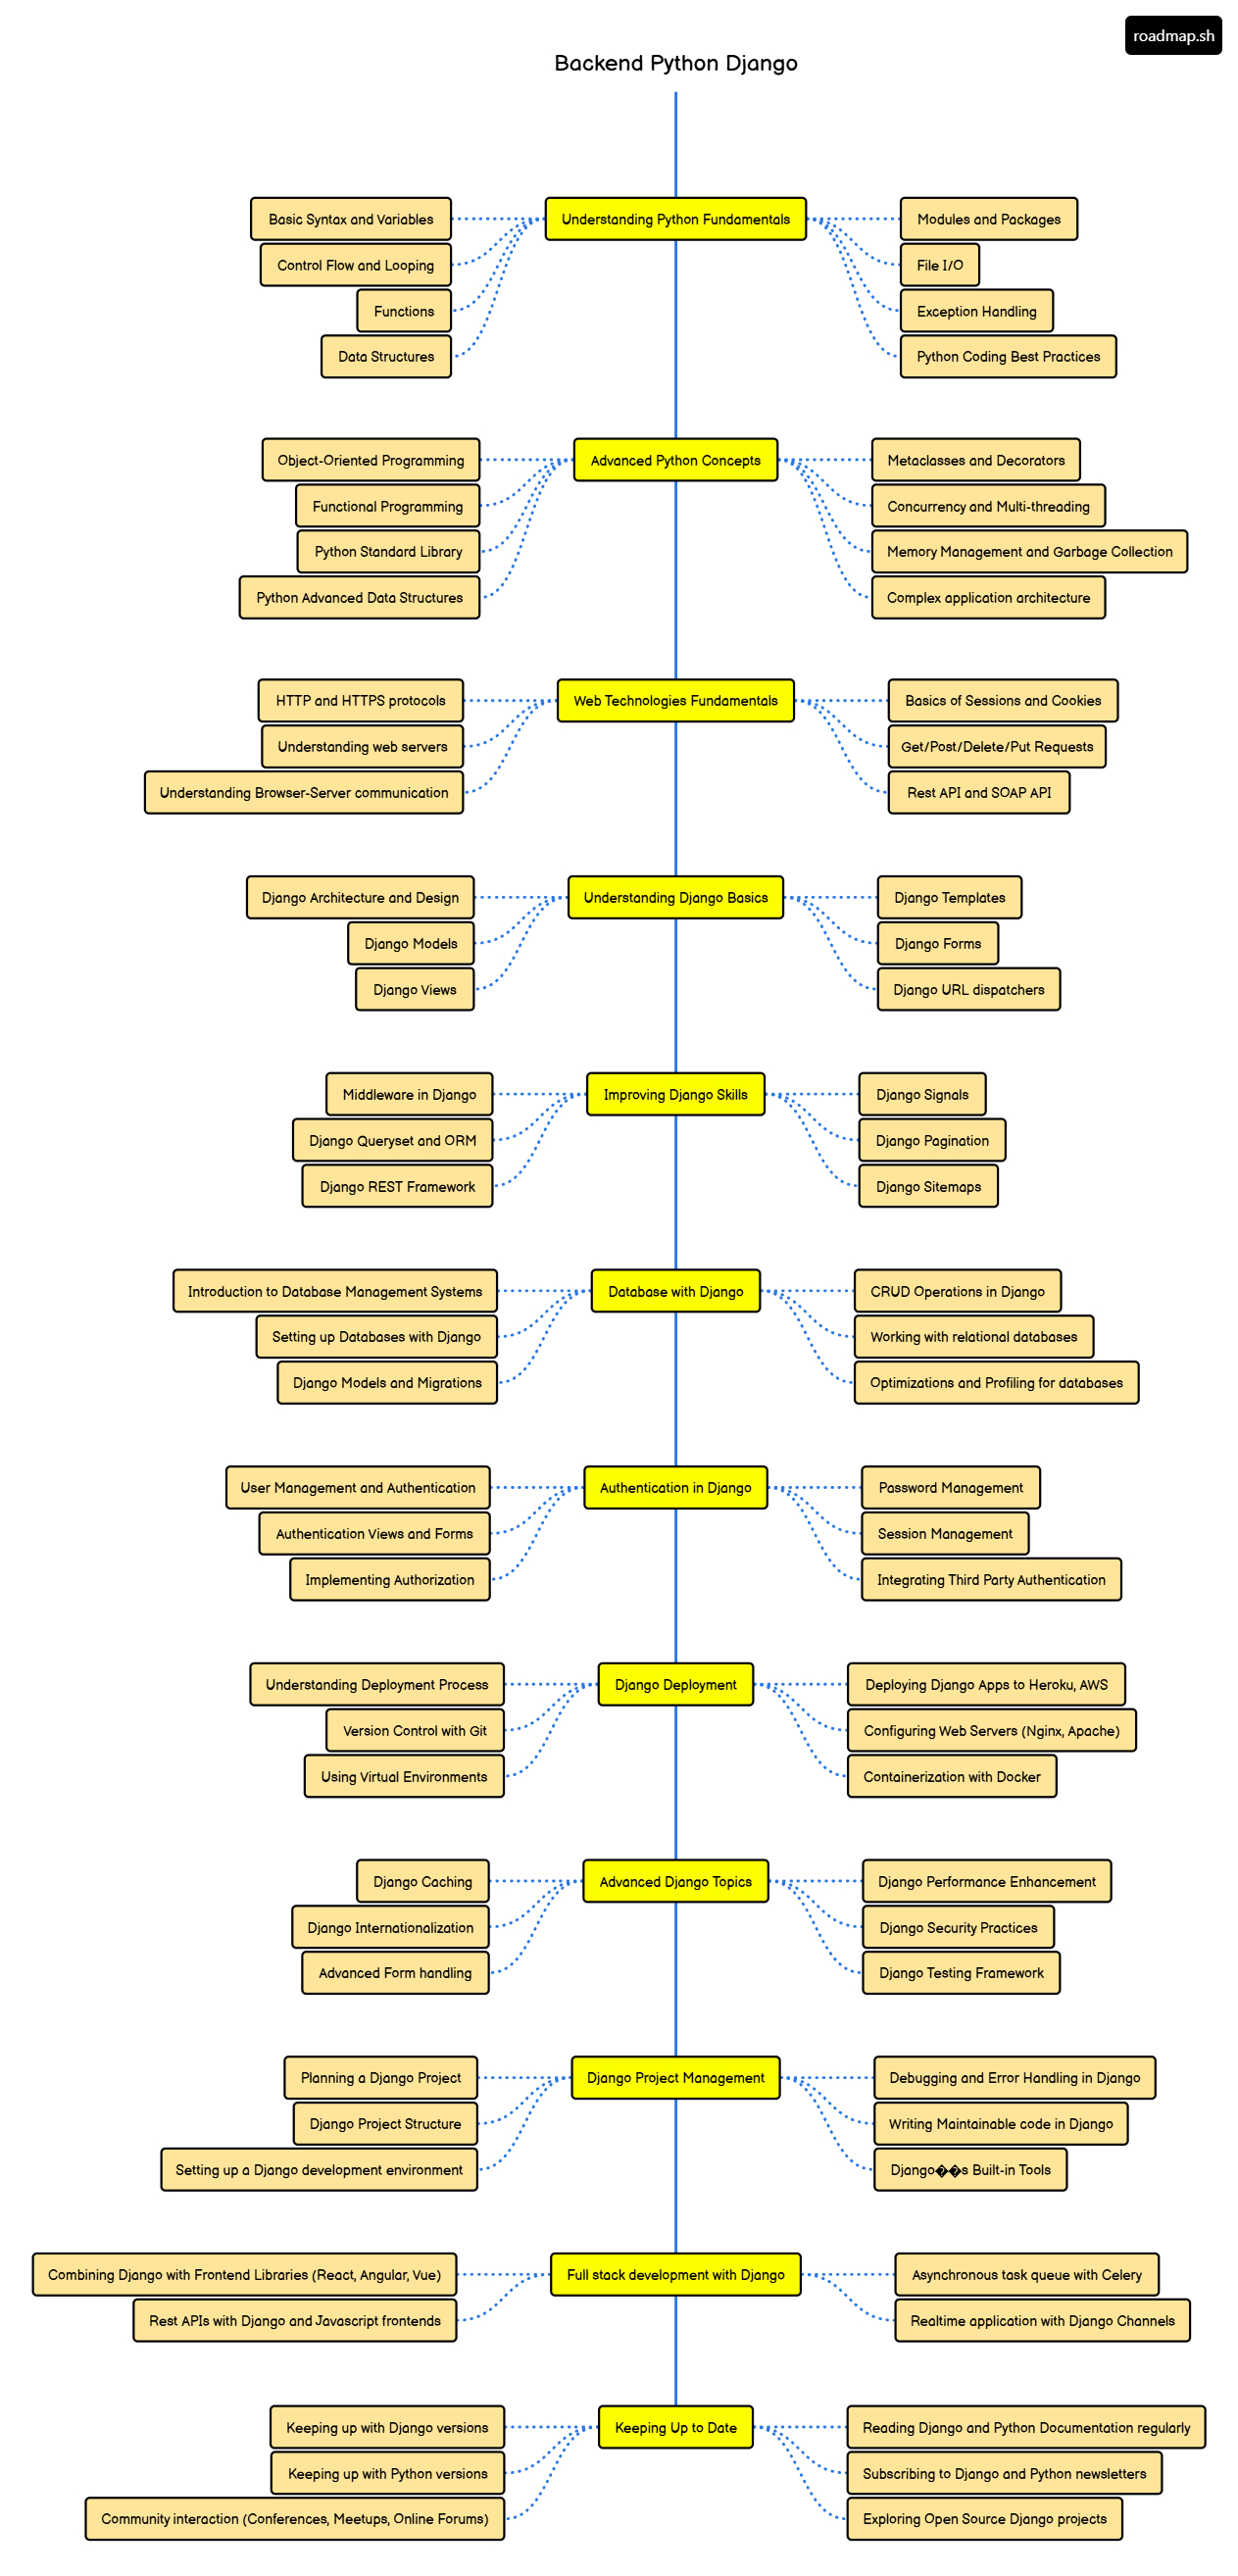 roadmap.sh
Backend Python Django
Understanding Python Fundamentals
Basic Syntax and Variables
Control Flow and Looping
Functions
Data Structures
Modules and Packages
File I/O
Exception Handling
Python Coding Best Practices
Advanced Python Concepts
Object-Oriented Programming
Functional Programming
Python Standard Library
Python Advanced Data Structures
Metaclasses and Decorators
Concurrency and Multi-threading
Memory Management and Garbage Collection
Complex application architecture
Web Technologies Fundamentals
HTTP and HTTPS protocols
Understanding web servers
Understanding Browser-Server communication
Basics of Sessions and Cookies
Get/Post/Delete/Put Requests
Rest API and SOAP API
Understanding Django Basics
Django Architecture and Design
Django Models
Django Views
Django Templates
Django Forms
Django URL dispatchers
Improving Django Skills
Middleware in Django
Django Queryset and ORM
Django REST Framework
Django Signals
Django Pagination
Django Sitemaps
Database with Django
Introduction to Database Management Systems
Setting up Databases with Django
Django Models and Migrations
CRUD Operations in Django
Working with relational databases
Optimizations and Profiling for databases
Authentication in Django
User Management and Authentication
Authentication Views and Forms
Implementing Authorization
Password Management
Session Management
Integrating Third Party Authentication
Django Deployment
Understanding Deployment Process
Version Control with Git
Using Virtual Environments
Deploying Django Apps to Heroku, AWS
Configuring Web Servers (Nginx, Apache)
Containerization with Docker
Advanced Django Topics
Django Caching
Django Internationalization
Advanced Form handling
Django Performance Enhancement
Django Security Practices
Django Testing Framework
Django Project Management
Planning a Django Project
Django Project Structure
Setting up a Django development environment
Debugging and Error Handling in Django
Writing Maintainable code in Django
Django��s Built-in Tools
Full stack development with Django
Combining Django with Frontend Libraries (React, Angular, Vue)
Rest APIs with Django and Javascript frontends
Asynchronous task queue with Celery
Realtime application with Django Channels
Keeping Up to Date
Keeping up with Django versions
Keeping up with Python versions
Community interaction (Conferences, Meetups, Online Forums)
Reading Django and Python Documentation regularly
Subscribing to Django and Python newsletters
Exploring Open Source Django projects